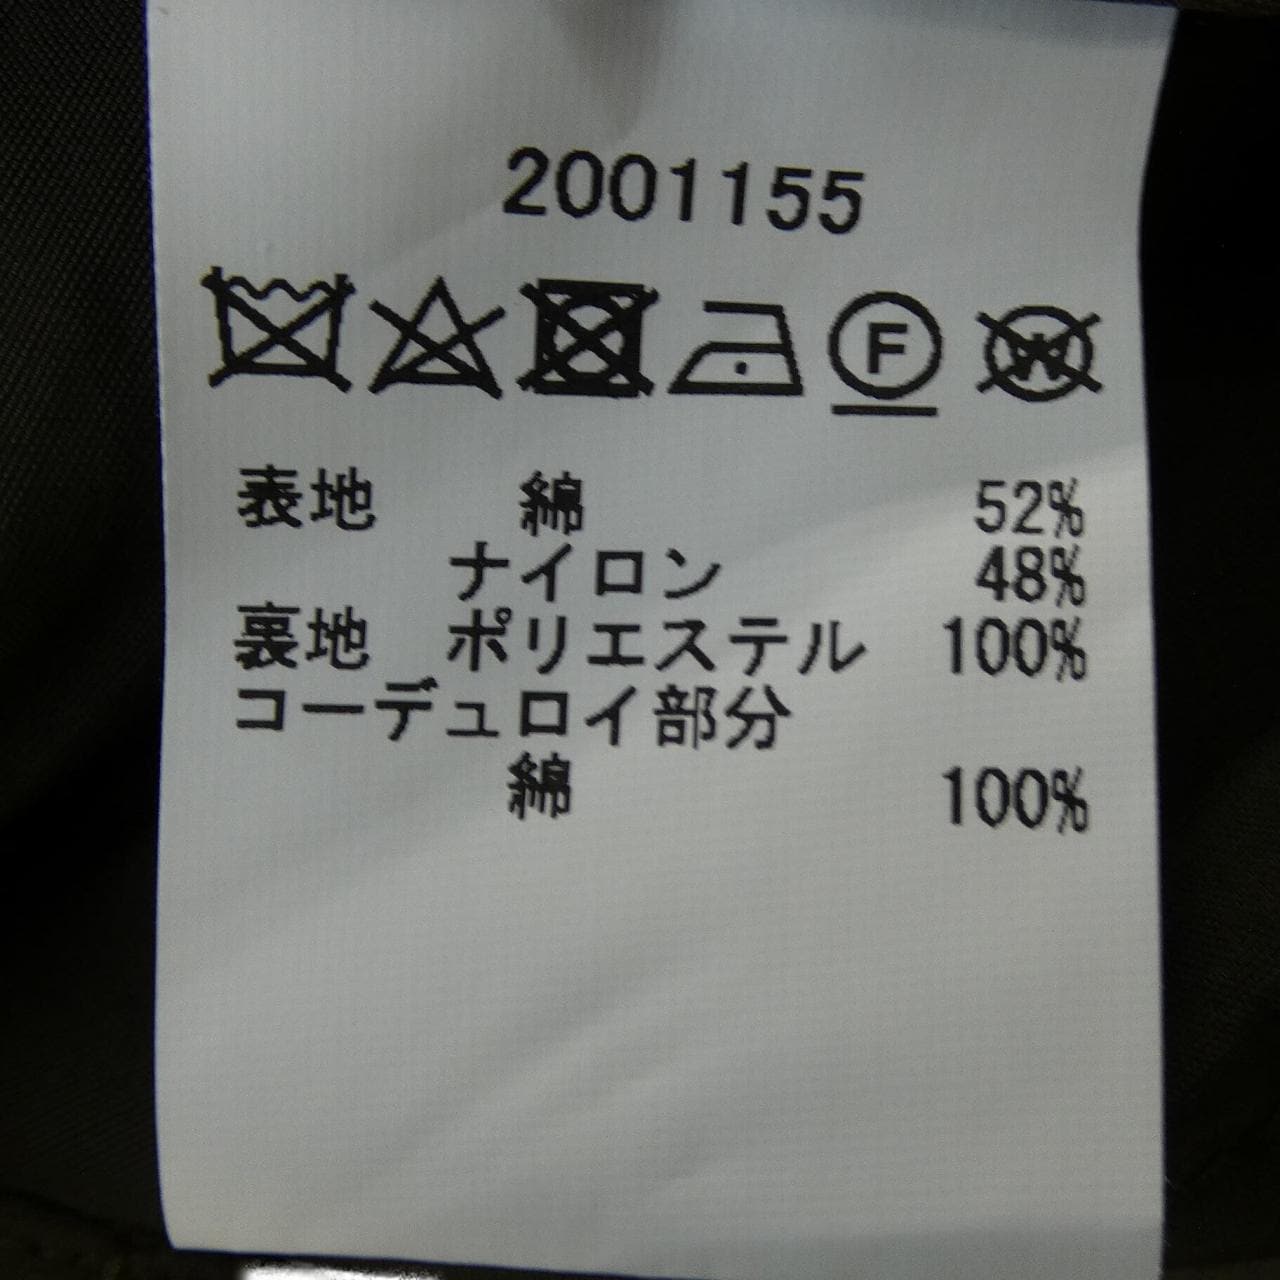 2001155
F W
表地 綿 52%
ナイロン 48%
裏地 ポリエステル 100%
コーデュロイ部分
綿 100%